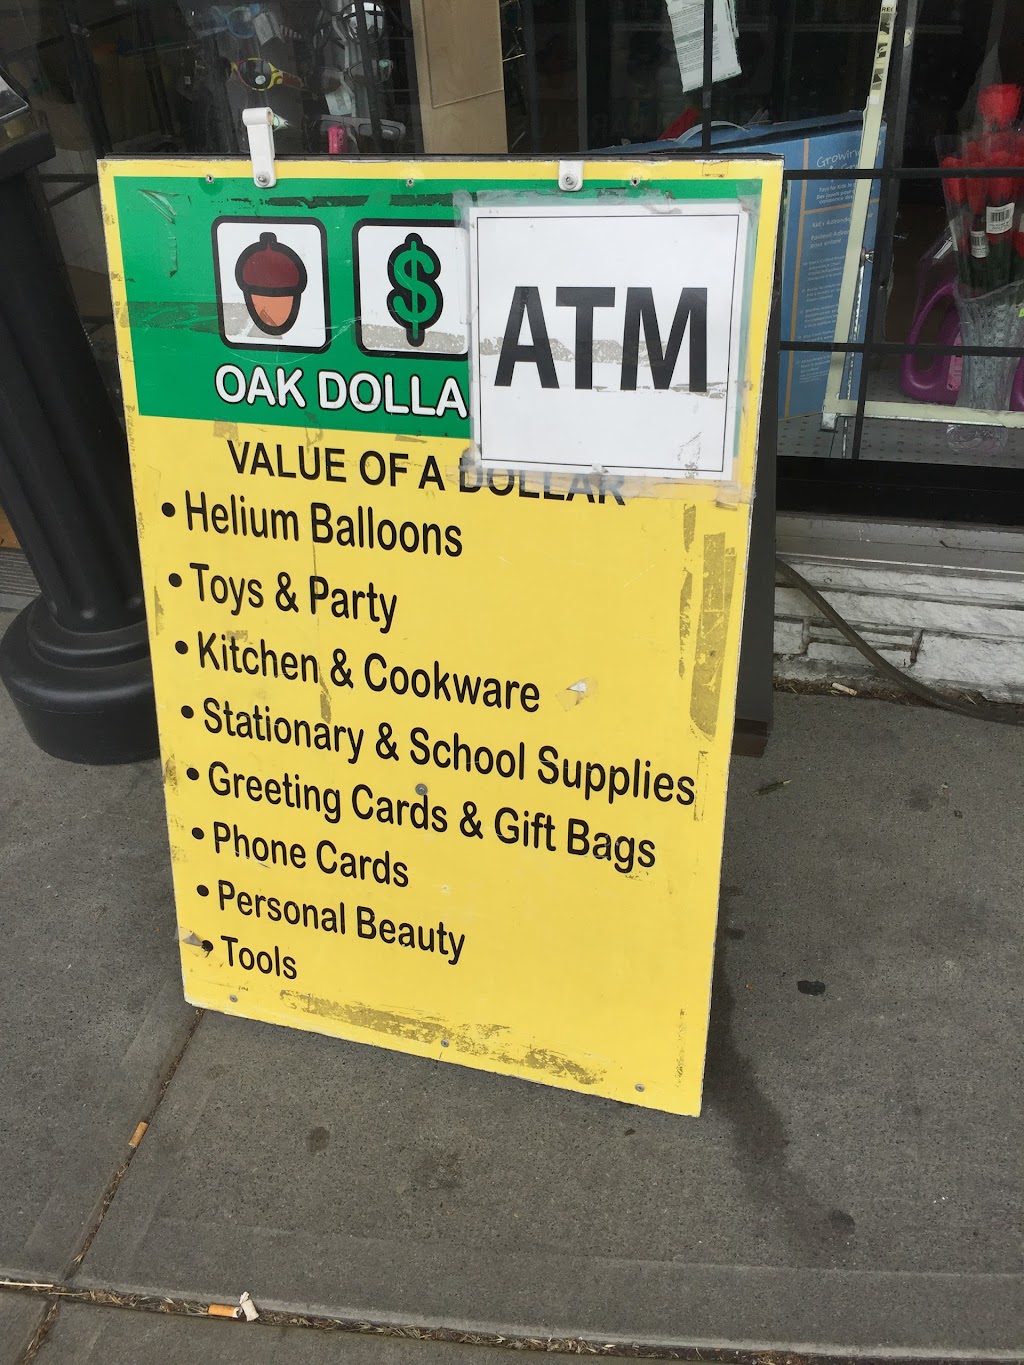 ATM
OAK DOLLA
VALUE OF A DOLLAR
• Helium Balloons
• Toys & Party
• Kitchen & Cookware
• Stationary & School Supplies
• Greeting Cards & Gift Bags
• Phone Cards
• Personal Beauty
• Tools